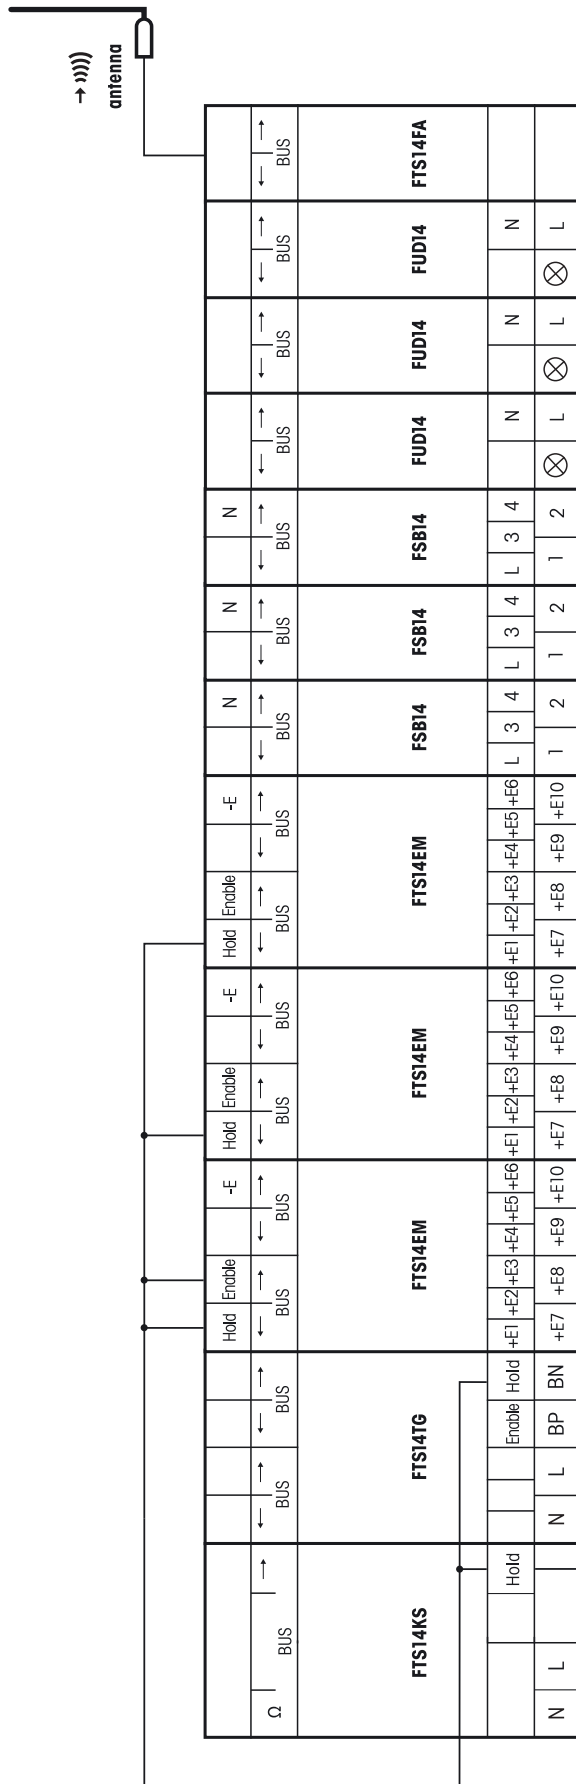 antenna
Hold Enable -E Hold Enable -E Hold Enable -E N N N
Ω BUS BUS BUS BUS BUS BUS BUS BUS BUS BUS BUS BUS BUS BUS BUS BUS
FTS14KS FTS14TG FTS14EM FTS14EM FTS14EM FSB14 FSB14 FSB14 FUD14 FUD14 FUD14 FTS14FA
Hold Enable Hold +E1 +E2 +E3 +E4 +E5 +E6 +E1 +E2 +E3 +E4 +E5 +E6 +E1 +E2 +E3 +E4 +E5 +E6 L 3 4 L 3 4 L 3 4 N N N
N L N L BP BN +E7 +E8 +E9 +E10 +E7 +E8 +E9 +E10 +E7 +E8 +E9 +E10 1 2 1 2 1 2 L L L